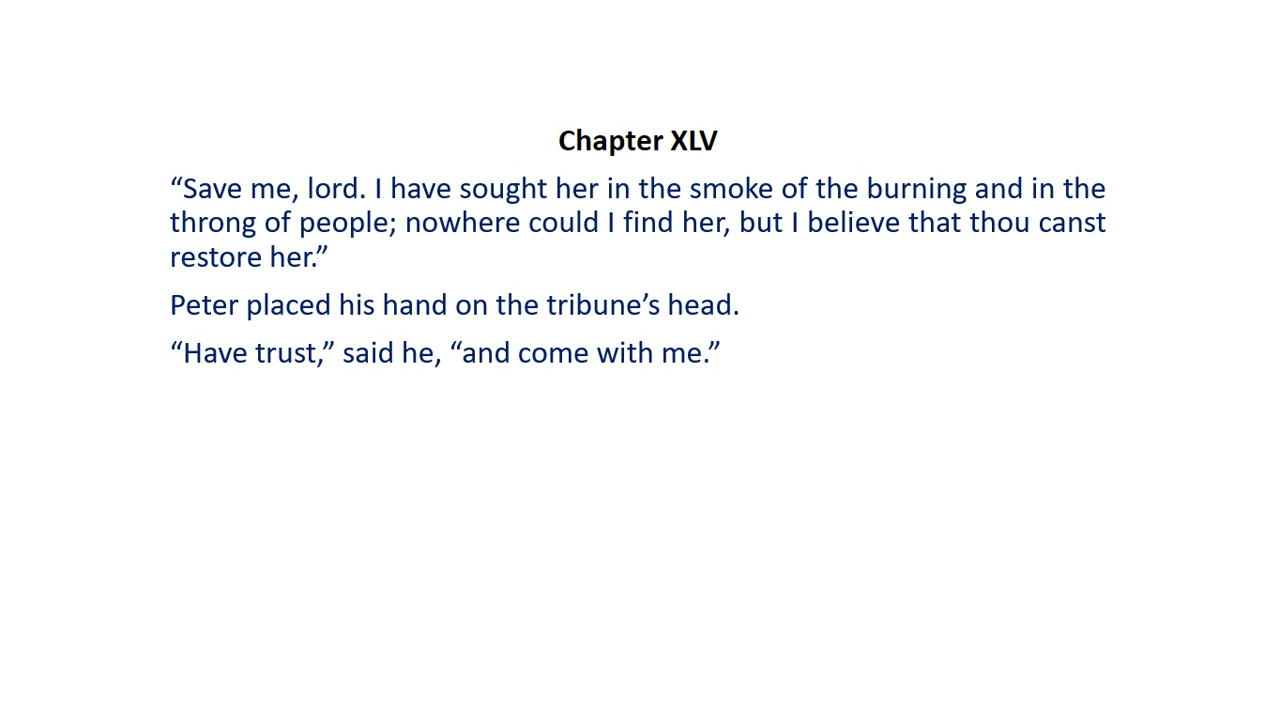 Chapter XLV
“Save me, lord. I have sought her in the smoke of the burning and in the
throng of people; nowhere could I find her, but I believe that thou canst
restore her.”
Peter placed his hand on the tribune’s head.
“Have trust,” said he, “and come with me.”